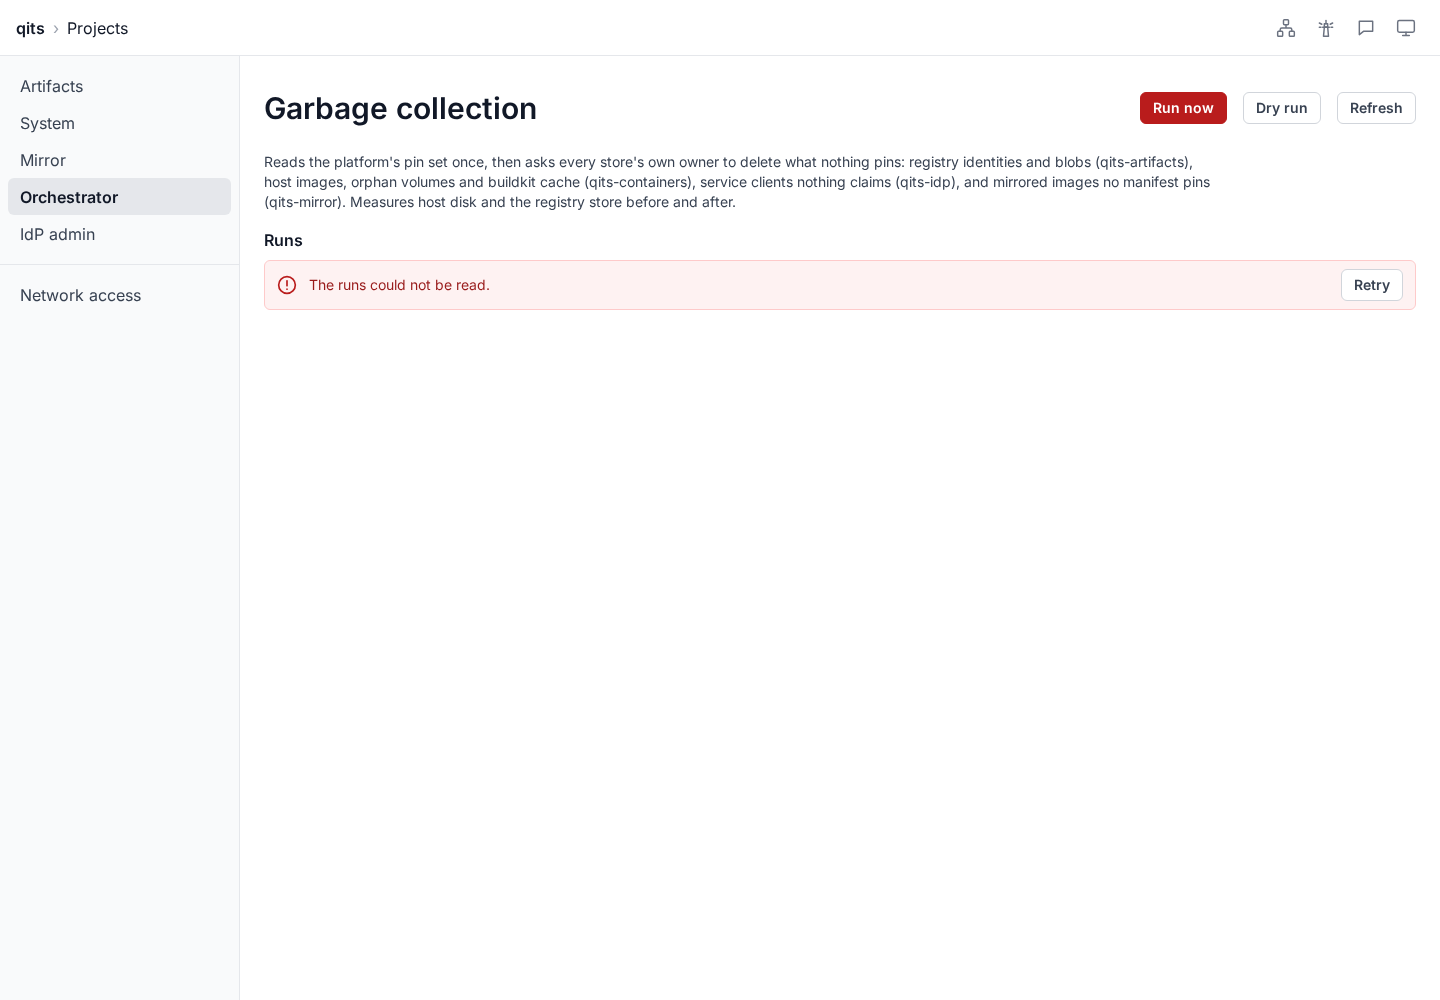 qits › Projects
Artifacts
System
Mirror
Orchestrator
IdP admin
Network access
Garbage collection
Run now
Dry run
Refresh
Reads the platform's pin set once, then asks every store's own owner to delete what nothing pins: registry identities and blobs (qits-artifacts),
host images, orphan volumes and buildkit cache (qits-containers), service clients nothing claims (qits-idp), and mirrored images no manifest pins
(qits-mirror). Measures host disk and the registry store before and after.
Runs
The runs could not be read.
Retry